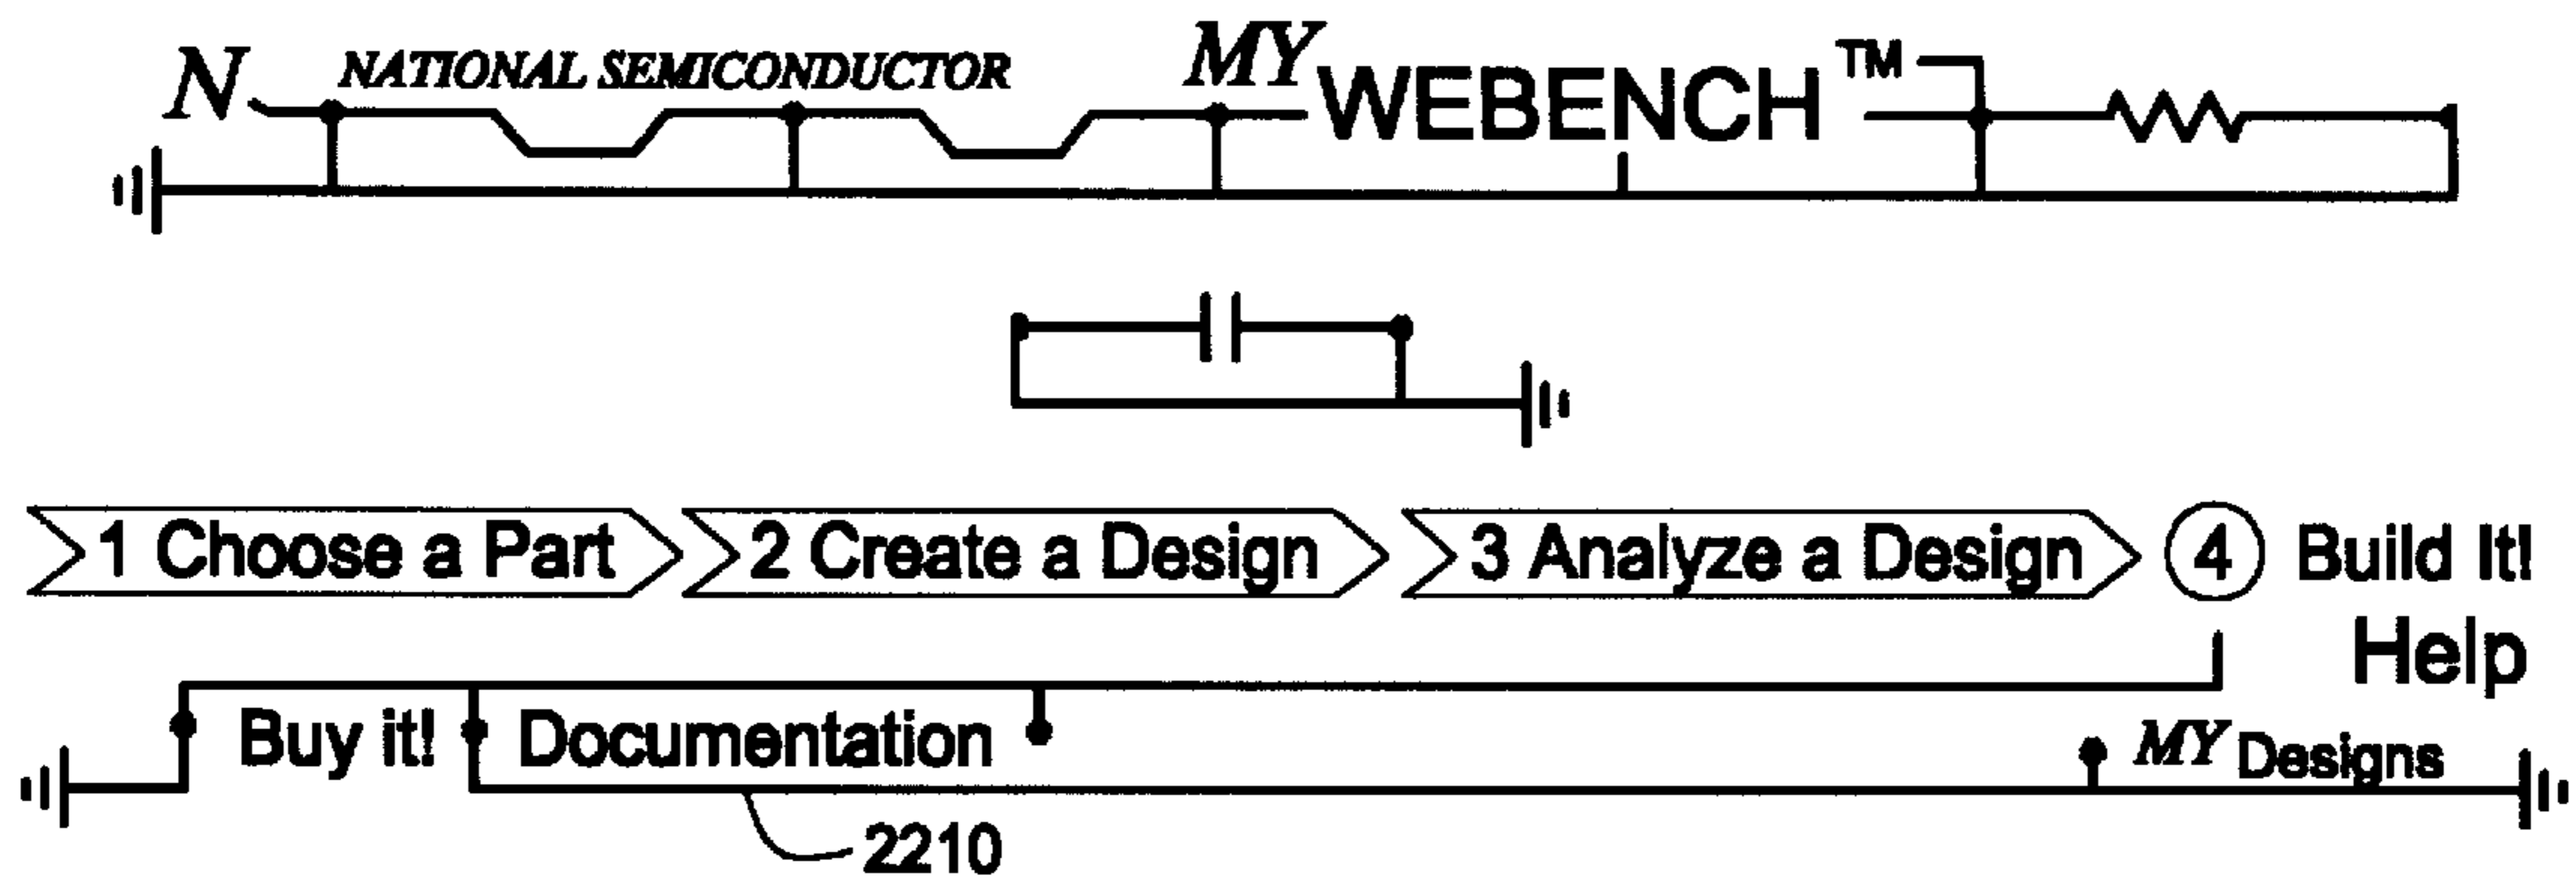 N NATIONAL SEMICONDUCTOR MY WEBENCH™
1 Choose a Part 2 Create a Design 3 Analyze a Design 4 Build It!
Help
Buy it! Documentation MY Designs
2210